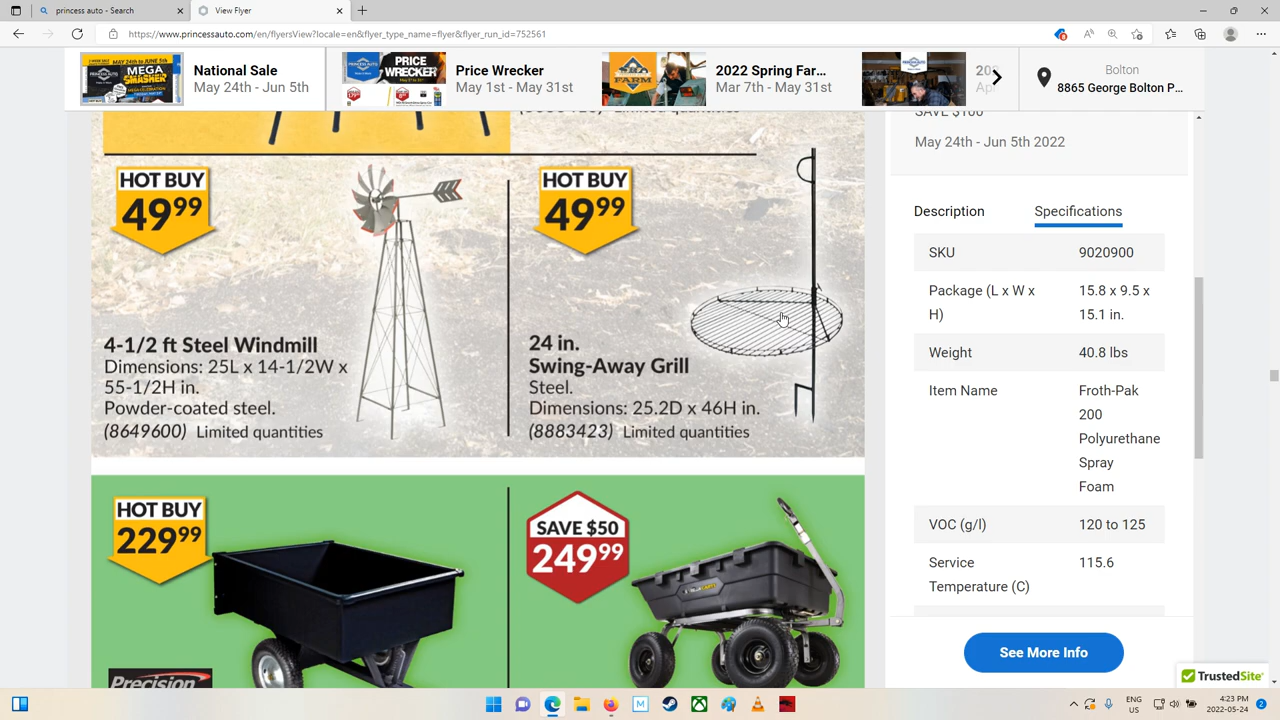 princess auto - Search
View Flyer
https://www.princessauto.com/en/flyersView?locale=en&flyer_type_name=flyer&flyer_run_id=752561
National Sale
May 24th - Jun 5th
Price Wrecker
May 1st - May 31st
2022 Spring Far...
Mar 7th - May 31st
8865 Georgeanlton P...
HOT BUY
49 99
4-1/2 ft Steel Windmill
Dimensions: 25L x 14-1/2W x
55-1/2H in.
Powder-coated steel.
(8649600) Limited quantities
HOT BUY
49 99
24 in.
Swing-Away Grill
Steel.
Dimensions: 25.2D x 46H in.
(8883423) Limited quantities
HOT BUY
229 99
Precision
SAVE $50
249 99
SAVE $100
May 24th - Jun 5th 2022
Description Specifications
SKU 9020900
Package (L x W x 15.8 x 9.5 x
H) 15.1 in.
Weight 40.8 lbs
Item Name Froth-Pak
200
Polyurethane
Spray
Foam
VOC (g/l) 120 to 125
Service 115.6
Temperature (C)
See More Info
TrustedSite
ENG
US
4:23 PM
2022-05-24
2